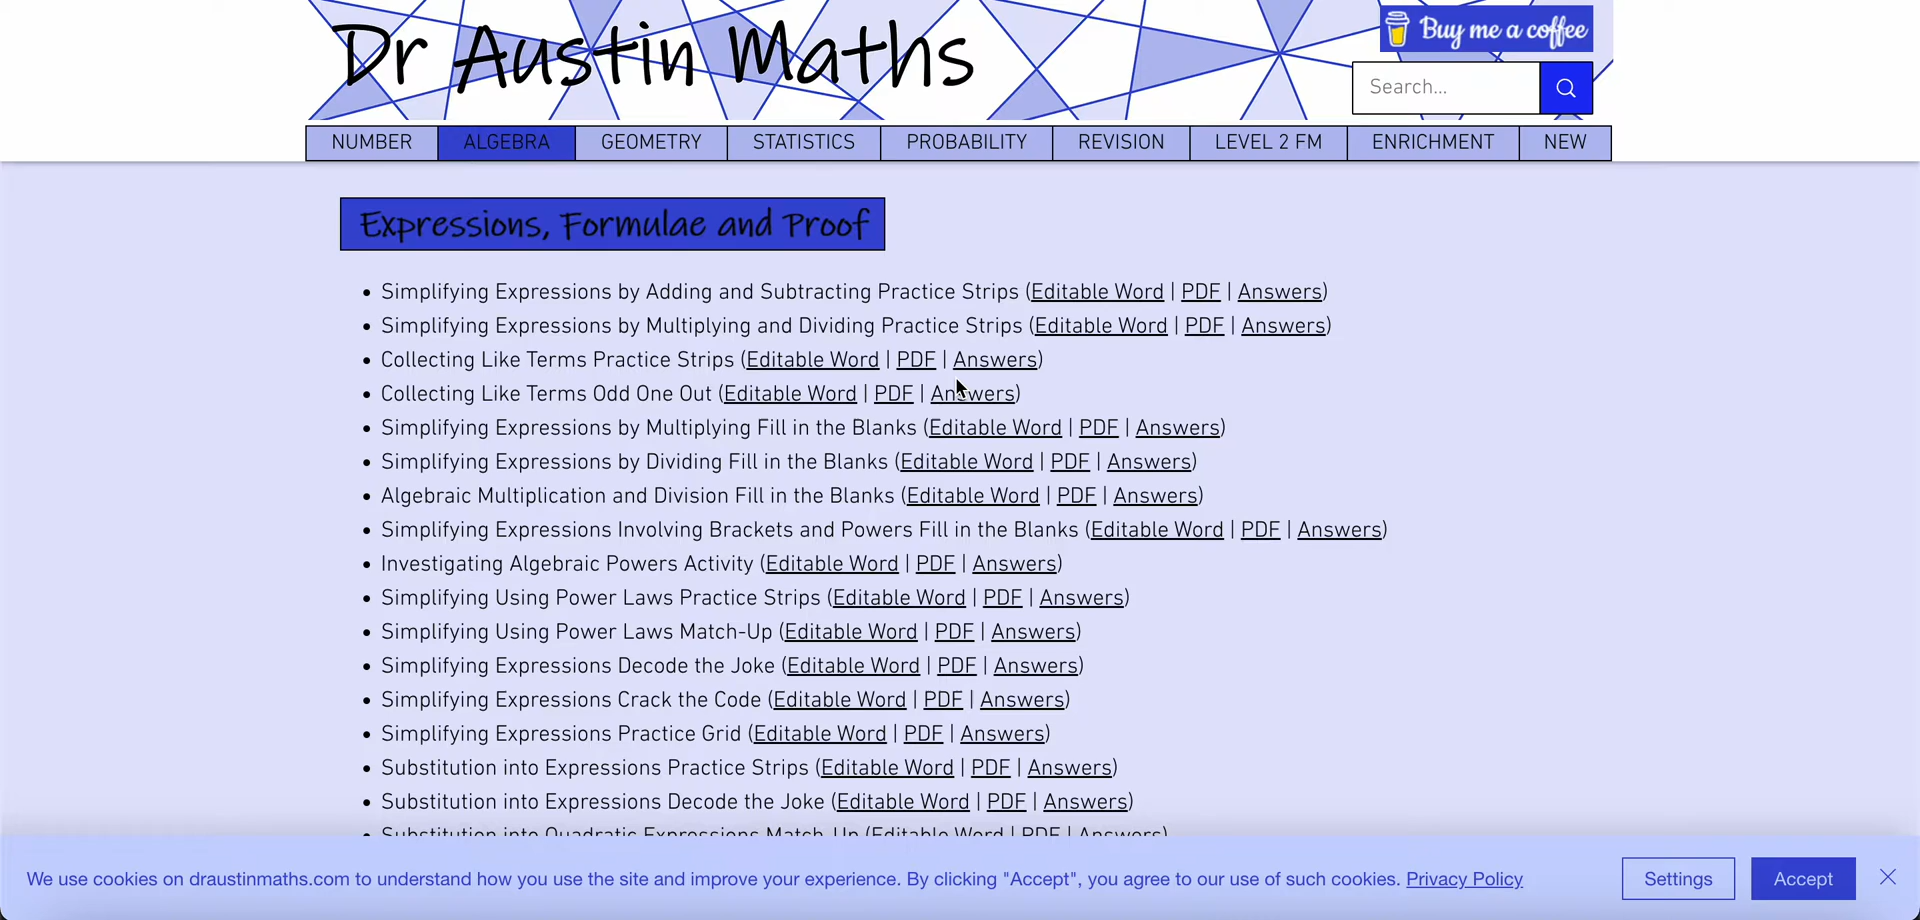 Dr Austin Maths
Buy me a coffee
Search...
NUMBER ALGEBRA GEOMETRY STATISTICS PROBABILITY REVISION LEVEL 2 FM ENRICHMENT NEW
Expressions, Formulae and Proof
• Simplifying Expressions by Adding and Subtracting Practice Strips (Editable Word | PDF | Answers)
• Simplifying Expressions by Multiplying and Dividing Practice Strips (Editable Word | PDF | Answers)
• Collecting Like Terms Practice Strips (Editable Word | PDF | Answers)
• Collecting Like Terms Odd One Out (Editable Word | PDF | Answers)
• Simplifying Expressions by Multiplying Fill in the Blanks (Editable Word | PDF | Answers)
• Simplifying Expressions by Dividing Fill in the Blanks (Editable Word | PDF | Answers)
• Algebraic Multiplication and Division Fill in the Blanks (Editable Word | PDF | Answers)
• Simplifying Expressions Involving Brackets and Powers Fill in the Blanks (Editable Word | PDF | Answers)
• Investigating Algebraic Powers Activity (Editable Word | PDF | Answers)
• Simplifying Using Power Laws Practice Strips (Editable Word | PDF | Answers)
• Simplifying Using Power Laws Match-Up (Editable Word | PDF | Answers)
• Simplifying Expressions Decode the Joke (Editable Word | PDF | Answers)
• Simplifying Expressions Crack the Code (Editable Word | PDF | Answers)
• Simplifying Expressions Practice Grid (Editable Word | PDF | Answers)
• Substitution into Expressions Practice Strips (Editable Word | PDF | Answers)
• Substitution into Expressions Decode the Joke (Editable Word | PDF | Answers)
• Substitution into Quadratic Expressions Match-Up (Editable Word | PDF | Answers)
We use cookies on draustinmaths.com to understand how you use the site and improve your experience. By clicking "Accept", you agree to our use of such cookies. Privacy Policy Settings Accept